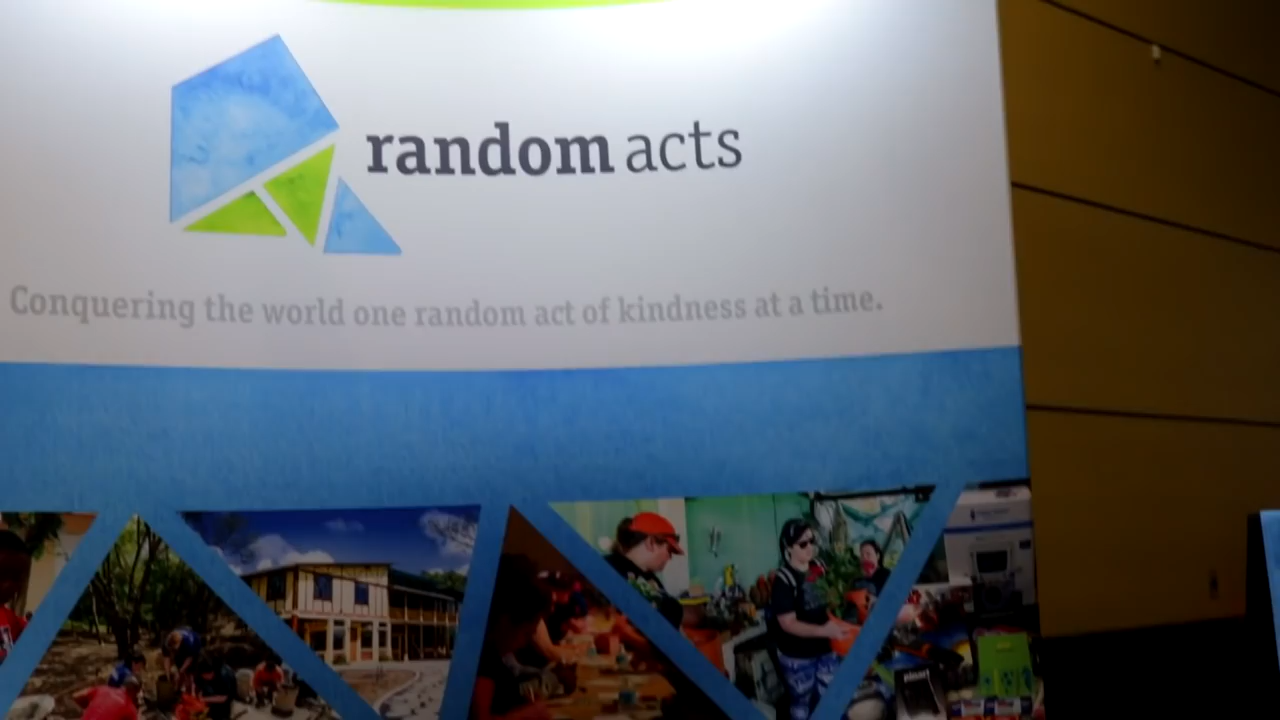 random acts
Conquering the world one random act of kindness at a time.